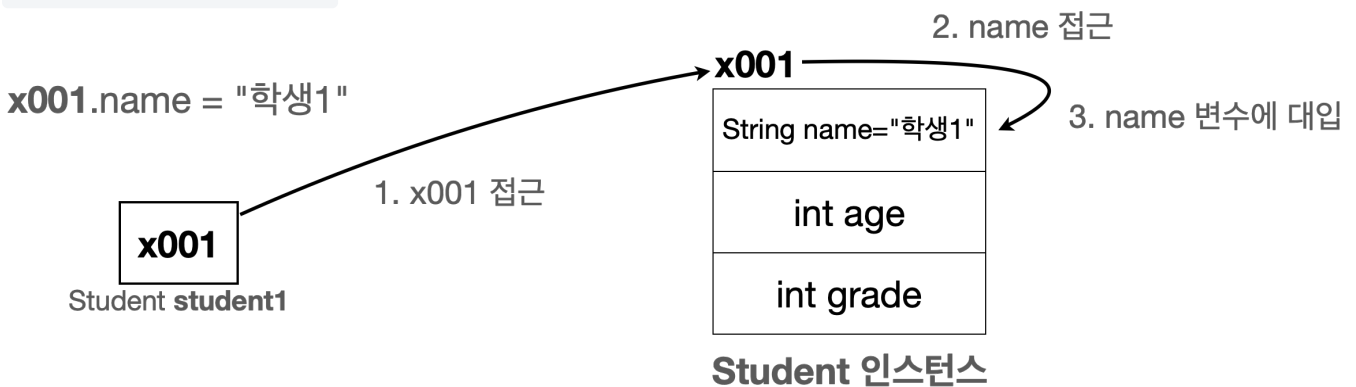 x001.name = "학생1"
x001
Student student1
1. x001 접근
2. name 접근
x001
3. name 변수에 대입
String name="학생1"
int age
int grade
Student 인스턴스